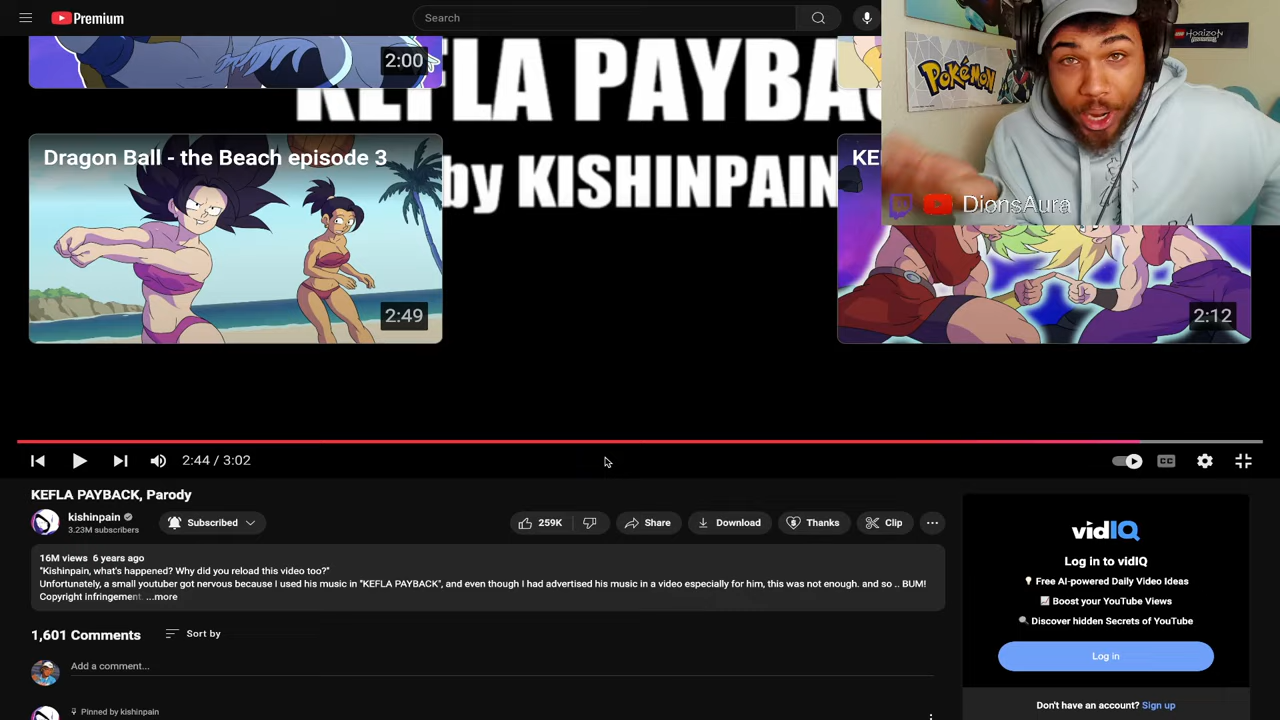 Premium
Search
HORIZON
POKéMON
2:00
KEFLA PAYBA
by KISHINPAIN
Dragon Ball - the Beach episode 3
KE
DionsAura
2:49
2:12
2:44 / 3:02
CC
KEFLA PAYBACK, Parody
kishinpain
3.23M subscribers
Subscribed
259K
Share
Download
Thanks
Clip
16M views 6 years ago
"Kishinpain, what's happened? Why did you reload this video too?"
Unfortunately, a small youtuber got nervous because I used his music in "KEFLA PAYBACK", and even though I had advertised his music in a video especially for him, this was not enough. and so .. BUM!
Copyright infringement. ...more
1,601 Comments
Sort by
Add a comment...
Pinned by kishinpain
vidIQ
Log in to vidIQ
Free AI-powered Daily Video Ideas
Boost your YouTube Views
Discover hidden Secrets of YouTube
Log in
Don't have an account? Sign up